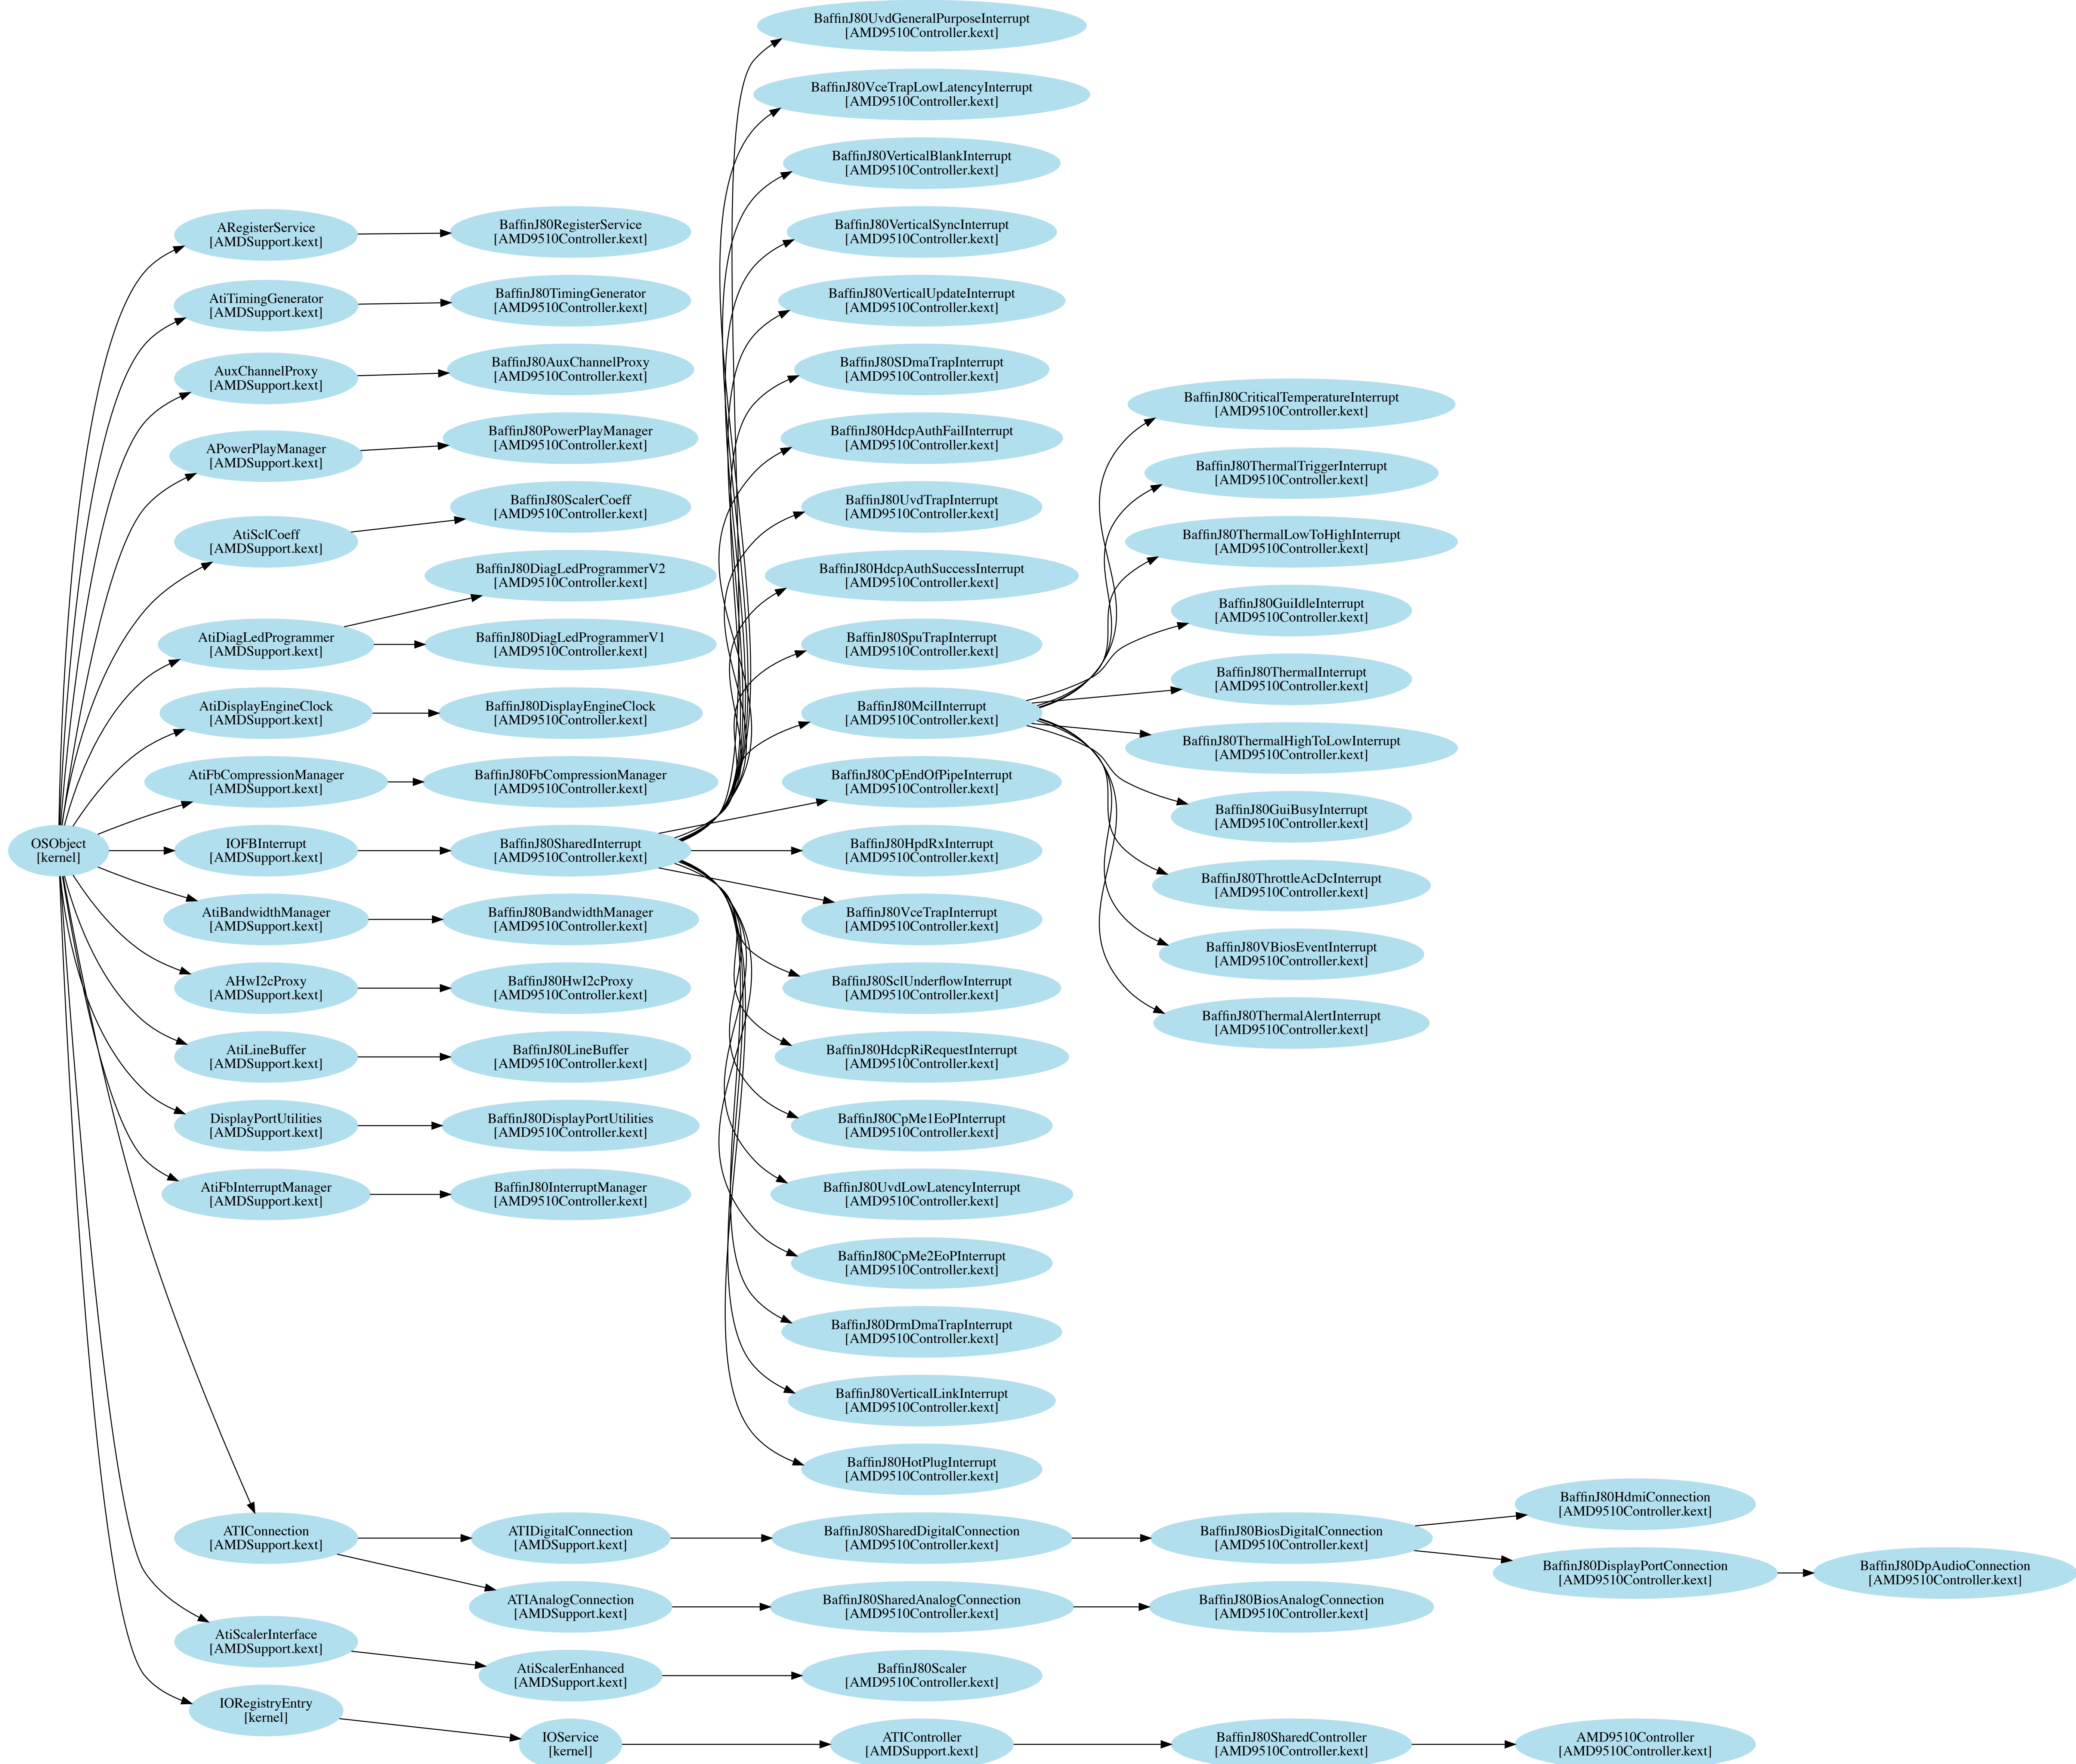 BaffinJ80UvdGeneralPurposeInterrupt
[AMD9510Controller.kext]
BaffinJ80VceTrapLowLatencyInterrupt
[AMD9510Controller.kext]
BaffinJ80VerticalBlankInterrupt
[AMD9510Controller.kext]
ARegisterService
[AMDSupport.kext]
BaffinJ80RegisterService
[AMD9510Controller.kext]
BaffinJ80VerticalSyncInterrupt
[AMD9510Controller.kext]
AtiTimingGenerator
[AMDSupport.kext]
BaffinJ80TimingGenerator
[AMD9510Controller.kext]
BaffinJ80VerticalUpdateInterrupt
[AMD9510Controller.kext]
AuxChannelProxy
[AMDSupport.kext]
BaffinJ80AuxChannelProxy
[AMD9510Controller.kext]
BaffinJ80SDmaTrapInterrupt
[AMD9510Controller.kext]
BaffinJ80CriticalTemperatureInterrupt
[AMD9510Controller.kext]
APowerPlayManager
[AMDSupport.kext]
BaffinJ80PowerPlayManager
[AMD9510Controller.kext]
BaffinJ80HdcpAuthFailInterrupt
[AMD9510Controller.kext]
BaffinJ80ThermalTriggerInterrupt
[AMD9510Controller.kext]
AtiSclCoeff
[AMDSupport.kext]
BaffinJ80ScalerCoeff
[AMD9510Controller.kext]
BaffinJ80UvdTrapInterrupt
[AMD9510Controller.kext]
BaffinJ80ThermalLowToHighInterrupt
[AMD9510Controller.kext]
BaffinJ80DiagLedProgrammerV2
[AMD9510Controller.kext]
BaffinJ80HdcpAuthSuccessInterrupt
[AMD9510Controller.kext]
BaffinJ80GuiIdleInterrupt
[AMD9510Controller.kext]
AtiDiagLedProgrammer
[AMDSupport.kext]
BaffinJ80DiagLedProgrammerV1
[AMD9510Controller.kext]
BaffinJ80SpuTrapInterrupt
[AMD9510Controller.kext]
BaffinJ80ThermalInterrupt
[AMD9510Controller.kext]
AtiDisplayEngineClock
[AMDSupport.kext]
BaffinJ80DisplayEngineClock
[AMD9510Controller.kext]
BaffinJ80McilInterrupt
[AMD9510Controller.kext]
BaffinJ80ThermalHighToLowInterrupt
[AMD9510Controller.kext]
AtiFbCompressionManager
[AMDSupport.kext]
BaffinJ80FbCompressionManager
[AMD9510Controller.kext]
BaffinJ80CpEndOfPipeInterrupt
[AMD9510Controller.kext]
BaffinJ80GuiBusyInterrupt
[AMD9510Controller.kext]
OSObject
[kernel]
IOFBInterrupt
[AMDSupport.kext]
BaffinJ80SharedInterrupt
[AMD9510Controller.kext]
BaffinJ80HpdRxInterrupt
[AMD9510Controller.kext]
BaffinJ80ThrottleAcDcInterrupt
[AMD9510Controller.kext]
AtiBandwidthManager
[AMDSupport.kext]
BaffinJ80BandwidthManager
[AMD9510Controller.kext]
BaffinJ80VceTrapInterrupt
[AMD9510Controller.kext]
BaffinJ80VBiosEventInterrupt
[AMD9510Controller.kext]
AHwI2cProxy
[AMDSupport.kext]
BaffinJ80HwI2cProxy
[AMD9510Controller.kext]
BaffinJ80SclUnderflowInterrupt
[AMD9510Controller.kext]
BaffinJ80ThermalAlertInterrupt
[AMD9510Controller.kext]
AtiLineBuffer
[AMDSupport.kext]
BaffinJ80LineBuffer
[AMD9510Controller.kext]
BaffinJ80HdcpRiRequestInterrupt
[AMD9510Controller.kext]
DisplayPortUtilities
[AMDSupport.kext]
BaffinJ80DisplayPortUtilities
[AMD9510Controller.kext]
BaffinJ80CpMe1EoPInterrupt
[AMD9510Controller.kext]
AtiFbInterruptManager
[AMDSupport.kext]
BaffinJ80InterruptManager
[AMD9510Controller.kext]
BaffinJ80UvdLowLatencyInterrupt
[AMD9510Controller.kext]
BaffinJ80CpMe2EoPInterrupt
[AMD9510Controller.kext]
BaffinJ80DrmDmaTrapInterrupt
[AMD9510Controller.kext]
BaffinJ80VerticalLinkInterrupt
[AMD9510Controller.kext]
BaffinJ80HotPlugInterrupt
[AMD9510Controller.kext]
BaffinJ80HdmiConnection
[AMD9510Controller.kext]
ATIConnection
[AMDSupport.kext]
ATIDigitalConnection
[AMDSupport.kext]
BaffinJ80SharedDigitalConnection
[AMD9510Controller.kext]
BaffinJ80BiosDigitalConnection
[AMD9510Controller.kext]
BaffinJ80DisplayPortConnection
[AMD9510Controller.kext]
BaffinJ80DpAudioConnection
[AMD9510Controller.kext]
ATIAnalogConnection
[AMDSupport.kext]
BaffinJ80SharedAnalogConnection
[AMD9510Controller.kext]
BaffinJ80BiosAnalogConnection
[AMD9510Controller.kext]
AtiScalerInterface
[AMDSupport.kext]
AtiScalerEnhanced
[AMDSupport.kext]
BaffinJ80Scaler
[AMD9510Controller.kext]
IORegistryEntry
[kernel]
IOService
[kernel]
ATIController
[AMDSupport.kext]
BaffinJ80SharedController
[AMD9510Controller.kext]
AMD9510Controller
[AMD9510Controller.kext]